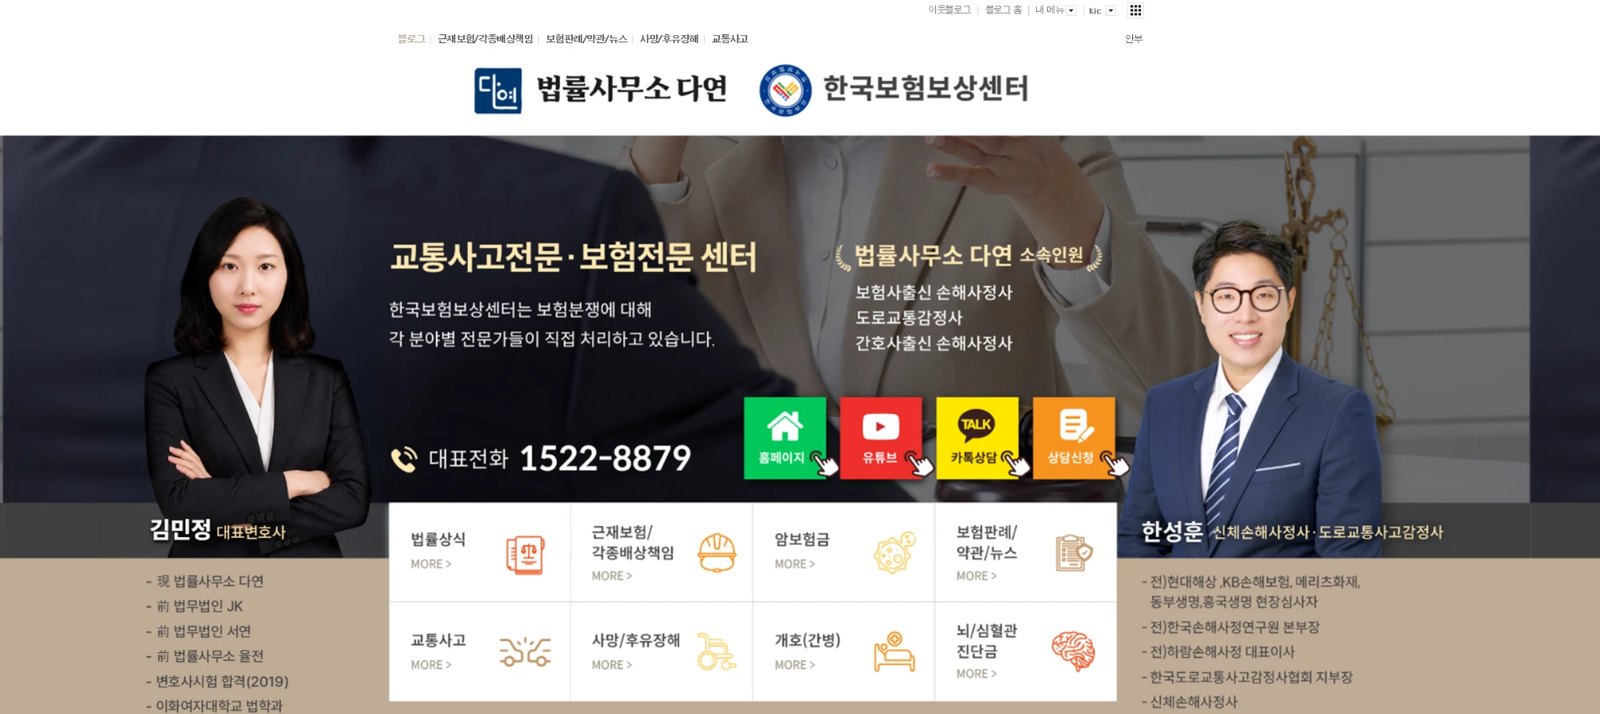 이웃블로그 | 블로그 홈 | 내 메뉴 | kic
블로그 | 근재보험/각종배상책임 | 보험판례/약관/뉴스 | 사망/후유장해 | 교통사고
안부
다연 법률사무소 다연
한국보험보상센터
교통사고전문·보험전문 센터
한국보험보상센터는 보험분쟁에 대해
각 분야별 전문가들이 직접 처리하고 있습니다.
대표전화 1522-8879
법률사무소 다연 소속인원
보험사출신 손해사정사
도로교통감정사
간호사출신 손해사정사
홈페이지
유튜브
TALK
카톡상담
상담신청
김민정 대표변호사
- 現 법률사무소 다연
- 前 법무법인 JK
- 前 법무법인 서연
- 前 법률사무소 율전
- 변호사시험 합격(2019)
- 이화여자대학교 법학과
법률상식
MORE >
근재보험/
각종배상책임
MORE >
암보험금
MORE >
보험판례/
약관/뉴스
MORE >
교통사고
MORE >
사망/후유장해
MORE >
개호(간병)
MORE >
뇌/심혈관
진단금
MORE >
한성훈 신체손해사정사·도로교통사고감정사
- 전)현대해상 ,KB손해보험, 메리츠화재,
동부생명,흥국생명 현장심사자
- 전)한국손해사정연구원 본부장
- 전)하람손해사정 대표이사
- 한국도로교통사고감정사협회 지부장
- 신체손해사정사